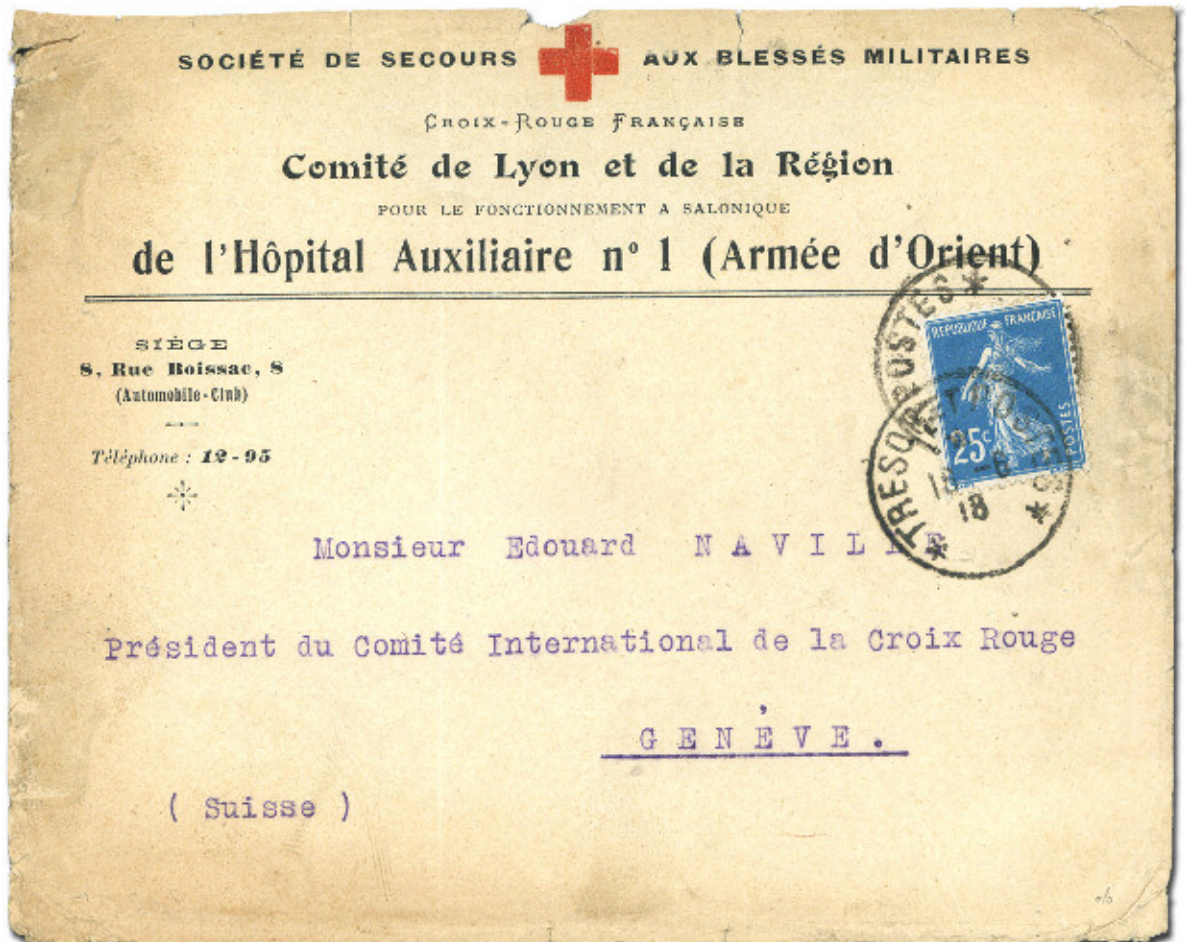 SOCIÉTÉ DE SECOURS AUX BLESSÉS MILITAIRES
CROIX-ROUGE FRANÇAISE
Comité de Lyon et de la Région
POUR LE FONCTIONNEMENT A SALONIQUE
de l'Hôpital Auxiliaire n° 1 (Armée d'Orient)
SIÈGE
8, Rue Boissac, 8
(Automobile-Club)
Téléphone : 12-95
REPUBLIQUE FRANÇAISE
25c
POSTES
POSTES *
* TRESOR ET POSTES *
18
Monsieur Edouard NAVILLE
Président du Comité International de la Croix Rouge
GENÈVE.
( Suisse )